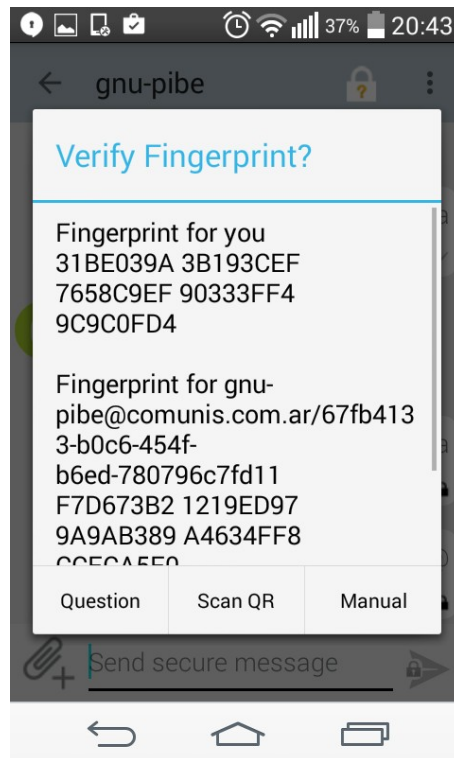 37% 20:43
gnu-pibe
Verify Fingerprint?
Fingerprint for you
31BE039A 3B193CEF
7658C9EF 90333FF4
9C9C0FD4
Fingerprint for gnu-
pibe@comunis.com.ar/67fb413
3-b0c6-454f-
b6ed-780796c7fd11
F7D673B2 1219ED97
9A9AB389 A4634FF8
Question Scan QR Manual
Send secure message